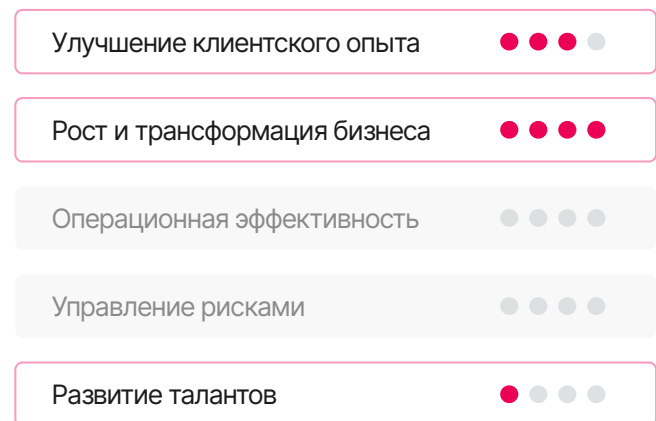 Улучшение клиентского опыта
Рост и трансформация бизнеса
Операционная эффективность
Управление рисками
Развитие талантов